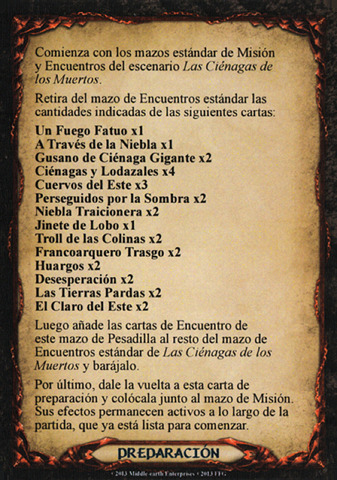 Comienza con los mazos estándar de Misión
y Encuentros del escenario Las Ciénagas de
los Muertos.
Retira del mazo de Encuentros estándar las
cantidades indicadas de las siguientes cartas:
Un Fuego Fatuo x1
A Través de la Niebla x1
Gusano de Ciénaga Gigante x2
Ciénagas y Lodazales x4
Cuervos del Este x3
Perseguidos por la Sombra x2
Niebla Traicionera x2
Jinete de Lobo x1
Troll de las Colinas x2
Francoarquero Trasgo x2
Huargos x2
Desesperación x2
Las Tierras Pardas x2
El Claro del Este x2
Luego añade las cartas de Encuentro de
este mazo de Pesadilla al resto del mazo de
Encuentros estándar de Las Ciénagas de los
Muertos y barájalo.
Por último, dale la vuelta a esta carta de
preparación y colócala junto al mazo de Misión.
Sus efectos permanecen activos a lo largo de la
partida, que ya está lista para comenzar.
PREPARACIÓN
© 2013 Middle-earth Enterprises © 2013 FFG